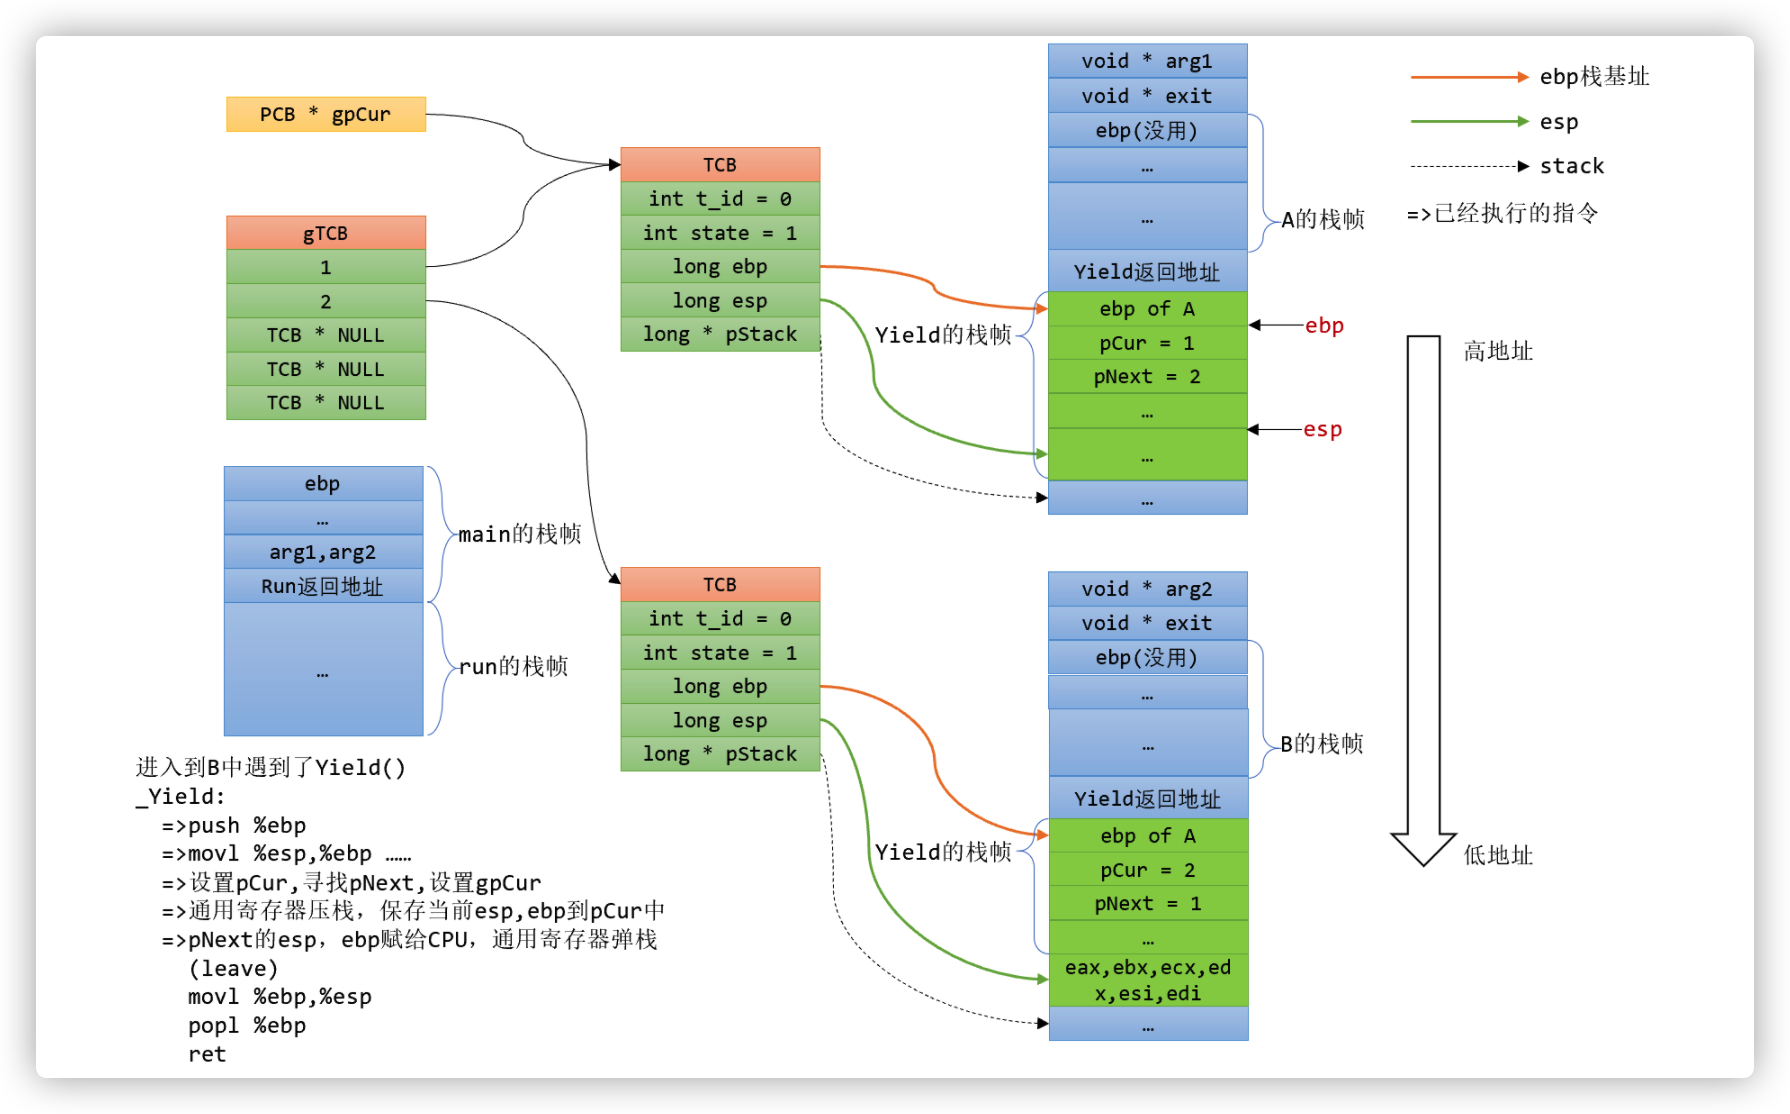 PCB * gpCur
gTCB
1
2
TCB * NULL
TCB * NULL
TCB * NULL
TCB
int t_id = 0
int state = 1
long ebp
long esp
long * pStack
void * arg1
void * exit
ebp(没用)
…
…
A的栈帧
Yield返回地址
ebp of A
pCur = 1
pNext = 2
…
…
…
Yield的栈帧
ebp
esp
ebp栈基址
esp
stack
=>已经执行的指令
高地址
低地址
ebp
…
arg1,arg2
Run返回地址
…
main的栈帧
run的栈帧
TCB
int t_id = 0
int state = 1
long ebp
long esp
long * pStack
void * arg2
void * exit
ebp(没用)
…
…
B的栈帧
Yield返回地址
ebp of A
pCur = 2
pNext = 1
…
eax,ebx,ecx,ed
x,esi,edi
…
Yield的栈帧
进入到B中遇到了Yield()
_Yield:
=>push %ebp
=>movl %esp,%ebp ……
=>设置pCur,寻找pNext,设置gpCur
=>通用寄存器压栈，保存当前esp,ebp到pCur中
=>pNext的esp，ebp赋给CPU，通用寄存器弹栈
(leave)
movl %ebp,%esp
popl %ebp
ret